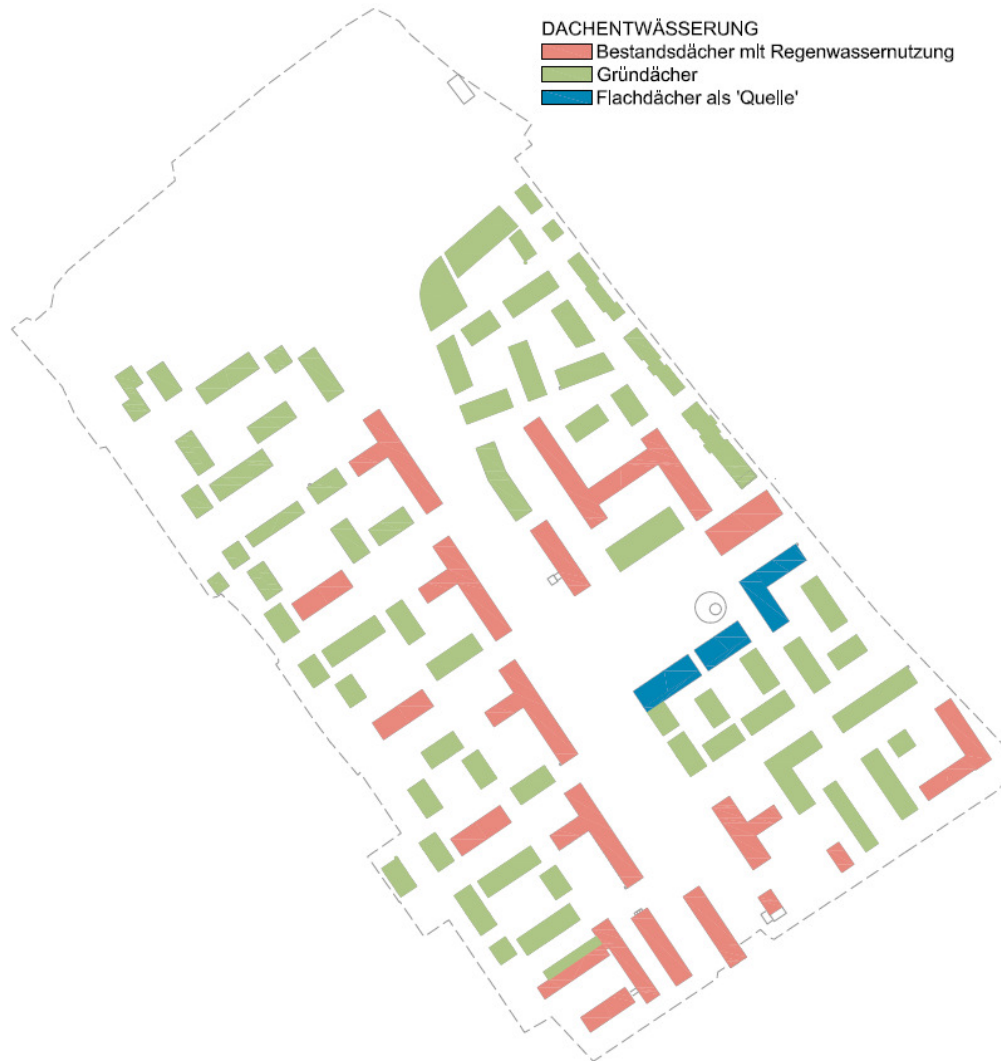 DACHENTWÄSSERUNG
Bestandsdächer mit Regenwassernutzung
Gründächer
Flachdächer als 'Quelle'